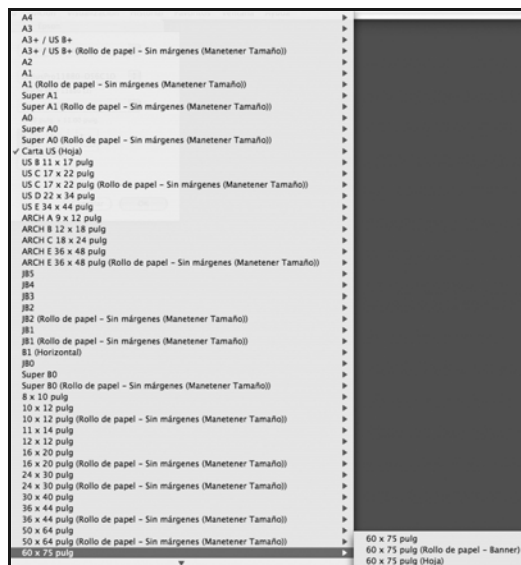 A4
A3
A3+ / US B+
A3+ / US B+ (Rollo de papel - Sin márgenes (Manetener Tamaño))
A2
A1
A1 (Rollo de papel - Sin márgenes (Manetener Tamaño))
Super A1
Super A1 (Rollo de papel - Sin márgenes (Manetener Tamaño))
A0
Super A0
Super A0 (Rollo de papel - Sin márgenes (Manetener Tamaño))
✓ Carta US (Hoja)
US B 11 x 17 pulg
US C 17 x 22 pulg
US C 17 x 22 pulg (Rollo de papel - Sin márgenes (Manetener Tamaño))
US D 22 x 34 pulg
US E 34 x 44 pulg
ARCH A 9 x 12 pulg
ARCH B 12 x 18 pulg
ARCH C 18 x 24 pulg
ARCH E 36 x 48 pulg
ARCH E 36 x 48 pulg (Rollo de papel - Sin márgenes (Manetener Tamaño))
JB5
JB4
JB3
JB2
JB2 (Rollo de papel - Sin márgenes (Manetener Tamaño))
JB1
JB1 (Rollo de papel - Sin márgenes (Manetener Tamaño))
B1 (Horizontal)
JB0
Super B0
Super B0 (Rollo de papel - Sin márgenes (Manetener Tamaño))
8 x 10 pulg
10 x 12 pulg
10 x 12 pulg (Rollo de papel - Sin márgenes (Manetener Tamaño))
11 x 14 pulg
12 x 12 pulg
16 x 20 pulg
16 x 20 pulg (Rollo de papel - Sin márgenes (Manetener Tamaño))
24 x 30 pulg
24 x 30 pulg (Rollo de papel - Sin márgenes (Manetener Tamaño))
30 x 40 pulg
36 x 44 pulg
36 x 44 pulg (Rollo de papel - Sin márgenes (Manetener Tamaño))
50 x 64 pulg
50 x 64 pulg (Rollo de papel - Sin márgenes (Manetener Tamaño))
60 x 75 pulg
60 x 75 pulg
60 x 75 pulg (Rollo de papel - Banner)
60 x 75 pulg (Hoja)